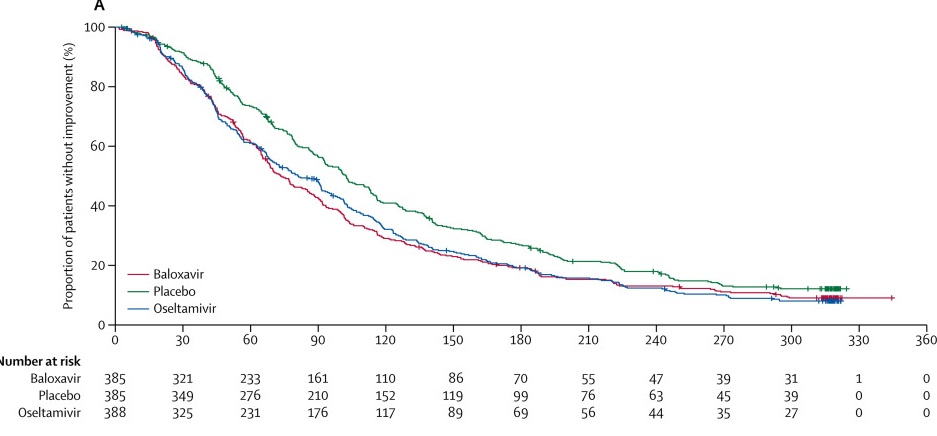 A
Proportion of patients without improvement (%)
100
80
60
40
20
0
Baloxavir
Placebo
Oseltamivir
0 30 60 90 120 150 180 210 240 270 300 330 360
Number at risk
Baloxavir 385 321 233 161 110 86 70 55 47 39 31 1 0
Placebo 385 349 276 210 152 119 99 76 63 45 39 0 0
Oseltamivir 388 325 231 176 117 89 69 56 44 35 27 0 0